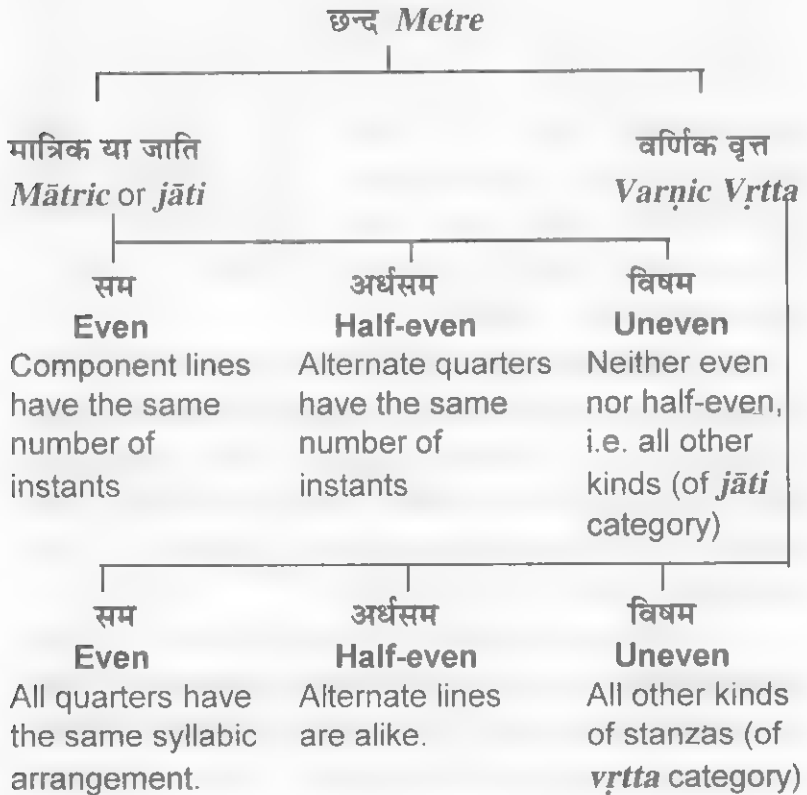 छन्द Metre
मात्रिक या जाति
Mātric or jāti
वर्णिक वृत्त
Varṇic Vṛtta
सम
Even
Component lines
have the same
number of
instants
अर्धसम
Half-even
Alternate quarters
have the same
number of
instants
विषम
Uneven
Neither even
nor half-even,
i.e. all other
kinds (of jāti
category)
सम
Even
All quarters have
the same syllabic
arrangement.
अर्धसम
Half-even
Alternate lines
are alike.
विषम
Uneven
All other kinds
of stanzas (of
vṛtta category)